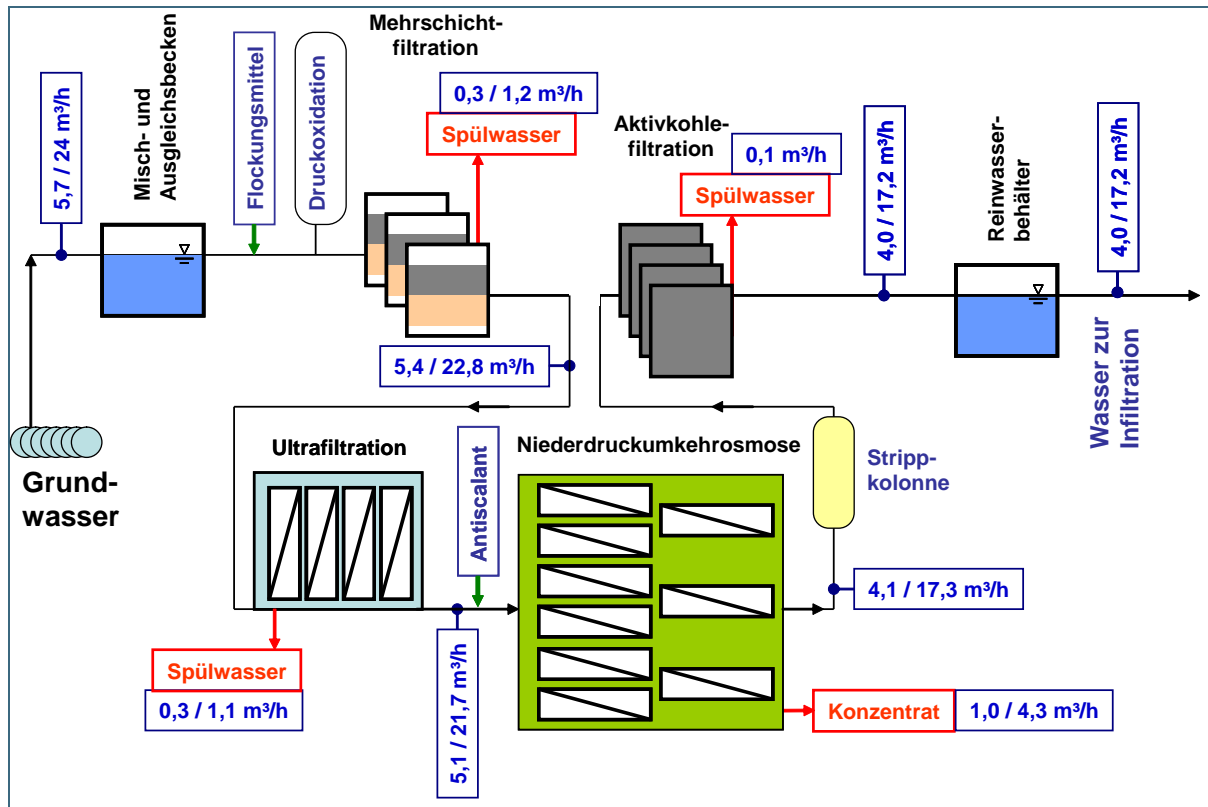 Mehrschicht-
filtration
5,7 / 24 m³/h
Misch- und
Ausgleichsbecken
Flockungsmittel
Druckoxidation
0,3 / 1,2 m³/h
Spülwasser
Aktivkohle-
filtration
0,1 m³/h
Spülwasser
4,0 / 17,2 m³/h
Reinwasser-
behälter
4,0 / 17,2 m³/h
5,4 / 22,8 m³/h
Wasser zur
Infiltration
Grund-
wasser
Ultrafiltration
Antiscalant
Niederdruckumkehrosmose
Stripp-
kolonne
4,1 / 17,3 m³/h
Spülwasser
0,3 / 1,1 m³/h
5,1 / 21,7 m³/h
Konzentrat
1,0 / 4,3 m³/h